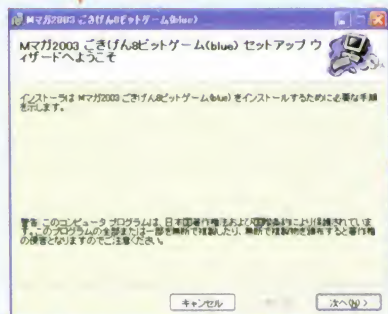 Mマガ2003 ごきげん8ビットゲーム(blue)
Mマガ2003 ごきげん8ビットゲーム(blue) セットアップ ウ
ィザードへようこそ
インストーラは Mマガ2003 ごきげん8ビットゲーム(blue) をインストールするために必要な手順
を示します。
警告: このコンピュータ プログラムは、日本国著作権法および国際条約により保護されていま
す。このプログラムの全部または一部を無断で複製したり、無断で複製物を頒布すると著作権
の侵害となりますのでご注意ください。
キャンセル
次へ(N) >